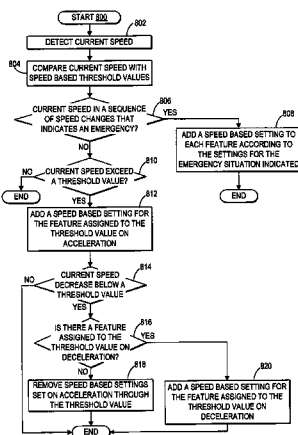 START 800
802
DETECT CURRENT SPEED
804
COMPARE CURRENT SPEED WITH
SPEED BASED THRESHOLD VALUES
806
CURRENT SPEED IN A SEQUENCE
OF SPEED CHANGES THAT
INDICATES AN EMERGENCY?
YES
808
ADD A SPEED BASED SETTING TO
EACH FEATURE ACCORDING TO
THE SETTINGS FOR THE
EMERGENCY SITUATION INDICATED
END
NO
810
NO
CURRENT SPEED EXCEED
A THRESHOLD VALUE?
END
YES
812
ADD A SPEED BASED SETTING FOR
THE FEATURE ASSIGNED TO THE
THRESHOLD VALUE ON
ACCELERATION
814
NO
CURRENT SPEED
DECREASE BELOW A
THRESHOLD VALUE
YES
816
IS THERE A FEATURE
ASSIGNED TO THE
THRESHOLD VALUE ON
DECELERATION?
YES
NO
818
REMOVE SPEED BASED SETTINGS
SET ON ACCELERATION THROUGH
THE THRESHOLD VALUE
820
ADD A SPEED BASED SETTING FOR
THE FEATURE ASSIGNED TO THE
THRESHOLD VALUE ON
DECELERATION
END